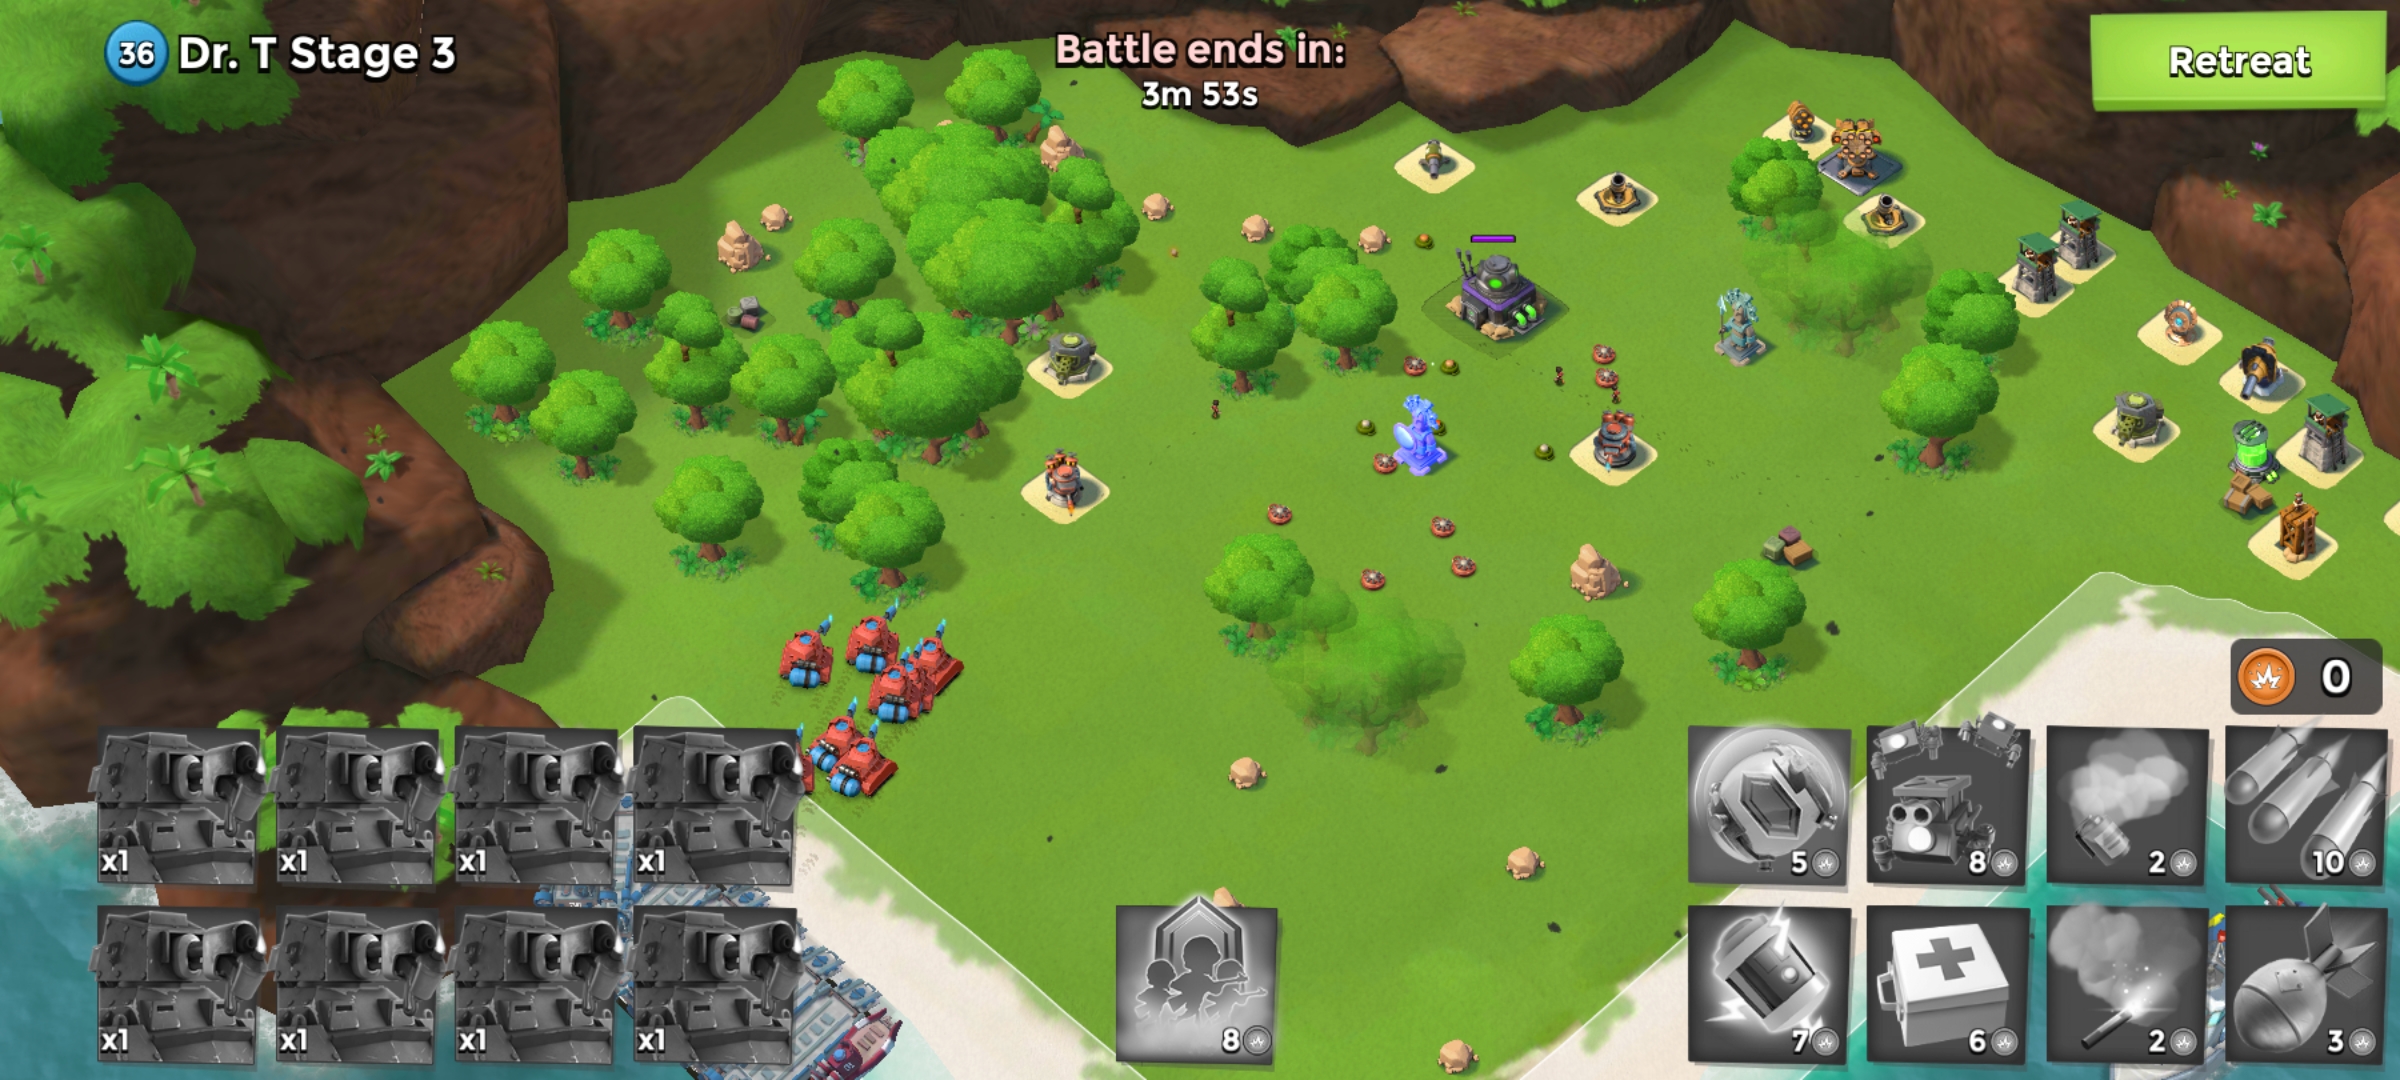 36 Dr. T Stage 3
Battle ends in:
3m 53s
Retreat
0
x1 x1 x1 x1
5 8 2 10
x1 x1 x1 x1
8
7 6 2 3